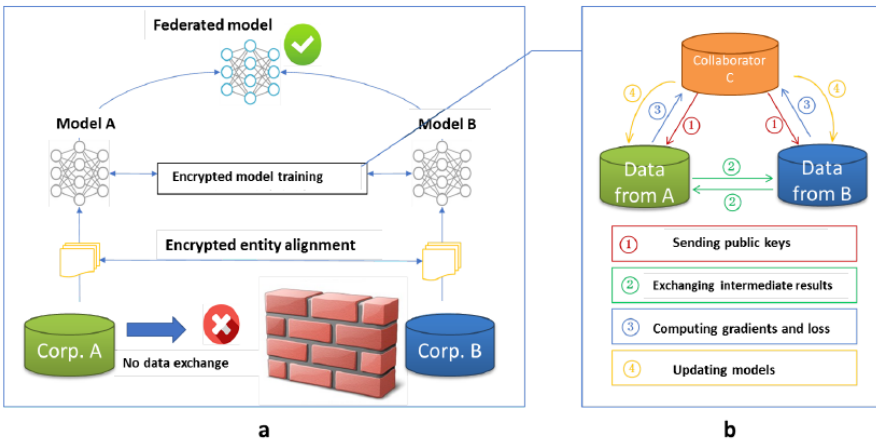 Federated model
Model A
Model B
Encrypted model training
Encrypted entity alignment
Corp. A
No data exchange
Corp. B
a
Collaborator
C
4
3
1
1
3
4
Data
from A
2
2
Data
from B
1 Sending public keys
2 Exchanging intermediate results
3 Computing gradients and loss
4 Updating models
b